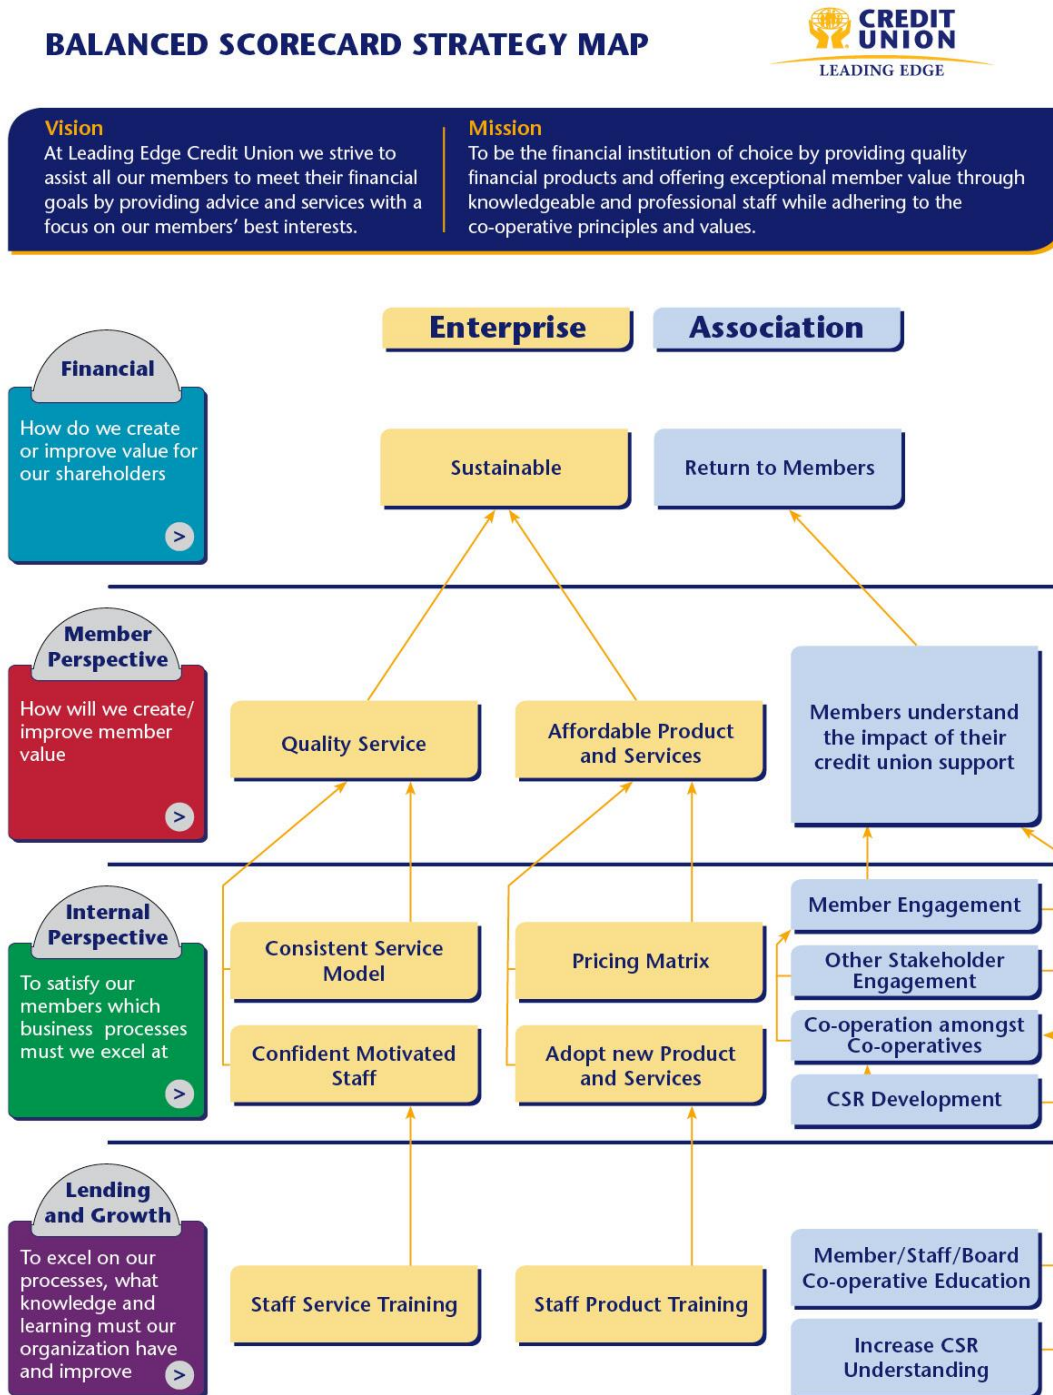 BALANCED SCORECARD STRATEGY MAP
CREDIT
UNION
LEADING EDGE
Vision
At Leading Edge Credit Union we strive to
assist all our members to meet their financial
goals by providing advice and services with a
focus on our members' best interests.
Mission
To be the financial institution of choice by providing quality
financial products and offering exceptional member value through
knowledgeable and professional staff while adhering to the
co-operative principles and values.
Enterprise
Association
Financial
How do we create
or improve value for
our shareholders
>
Sustainable
Return to Members
Member
Perspective
How will we create/
improve member
value
>
Quality Service
Affordable Product
and Services
Members understand
the impact of their
credit union support
Internal
Perspective
To satisfy our
members which
business processes
must we excel at
>
Consistent Service
Model
Confident Motivated
Staff
Pricing Matrix
Adopt new Product
and Services
Member Engagement
Other Stakeholder
Engagement
Co-operation amongst
Co-operatives
CSR Development
Lending
and Growth
To excel on our
processes, what
knowledge and
learning must our
organization have
and improve
>
Staff Service Training
Staff Product Training
Member/Staff/Board
Co-operative Education
Increase CSR
Understanding